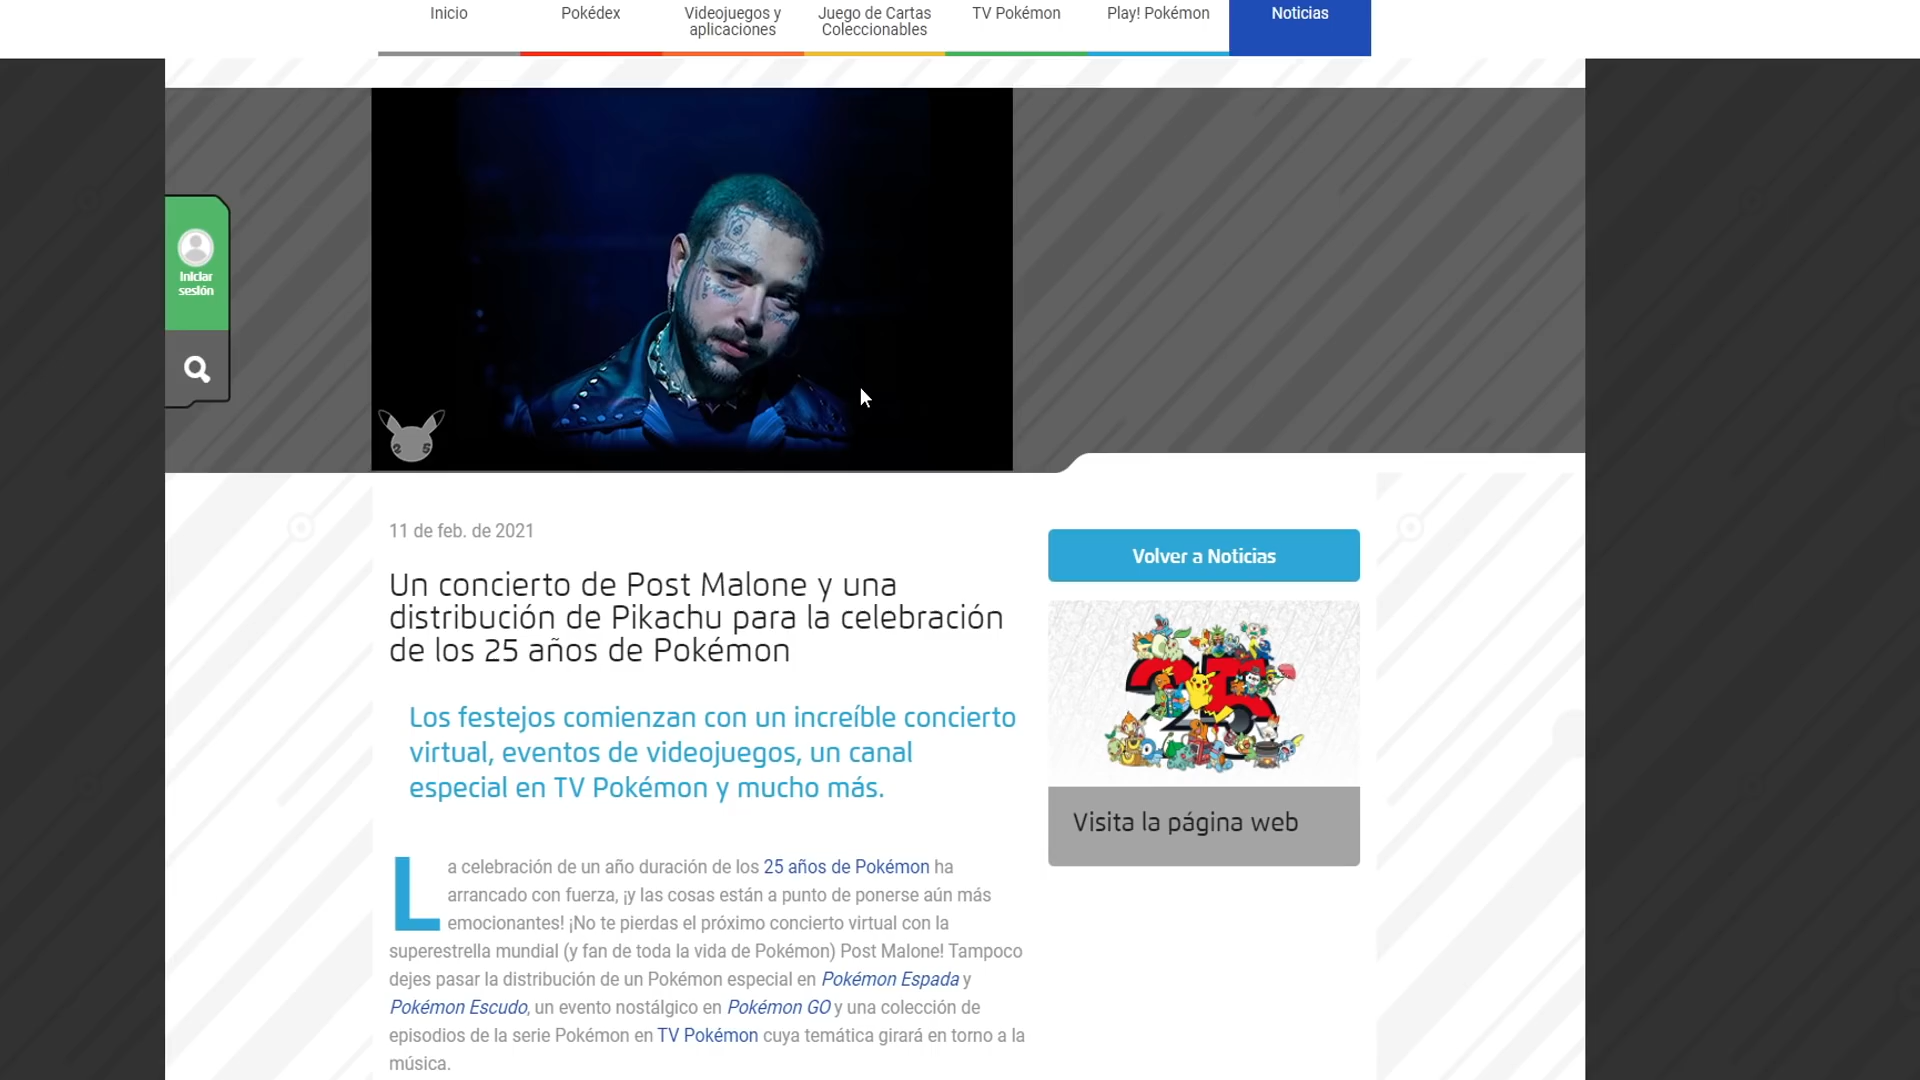 Inicio
Pokédex
Videojuegos y
aplicaciones
Juego de Cartas
Coleccionables
TV Pokémon
Play! Pokémon
Noticias
Iniciar
sesión
25
11 de feb. de 2021
Un concierto de Post Malone y una
distribución de Pikachu para la celebración
de los 25 años de Pokémon
Los festejos comienzan con un increíble concierto
virtual, eventos de videojuegos, un canal
especial en TV Pokémon y mucho más.
La celebración de un año duración de los 25 años de Pokémon ha
arrancado con fuerza, ¡y las cosas están a punto de ponerse aún más
emocionantes! ¡No te pierdas el próximo concierto virtual con la
superestrella mundial (y fan de toda la vida de Pokémon) Post Malone! Tampoco
dejes pasar la distribución de un Pokémon especial en Pokémon Espada y
Pokémon Escudo, un evento nostálgico en Pokémon GO y una colección de
episodios de la serie Pokémon en TV Pokémon cuya temática girará en torno a la
música.
Volver a Noticias
25
Visita la página web